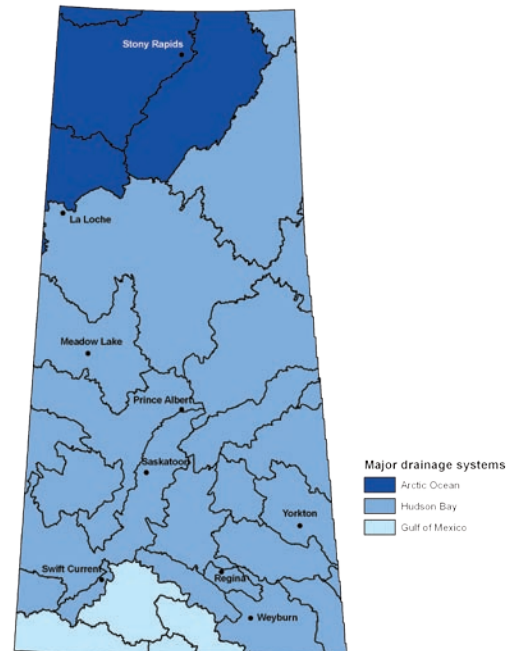 Stony Rapids
La Loche
Meadow Lake
Prince Albert
Saskatoon
Major drainage systems
Arctic Ocean
Hudson Bay
Gulf of Mexico
Yorkton
Swift Current
Regina
Weyburn